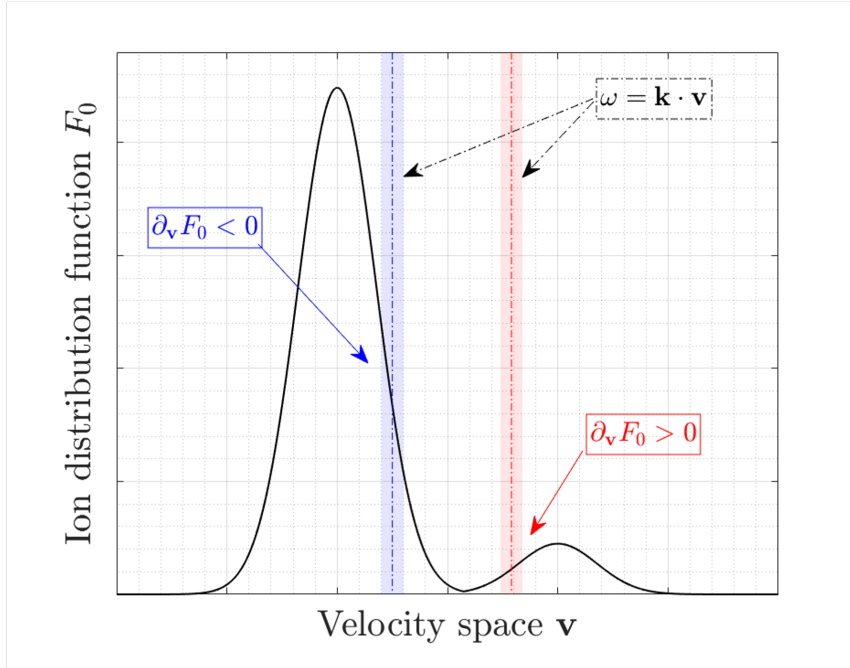 ω = k · v
∂vF0 < 0
∂vF0 > 0
Ion distribution function F0
Velocity space v